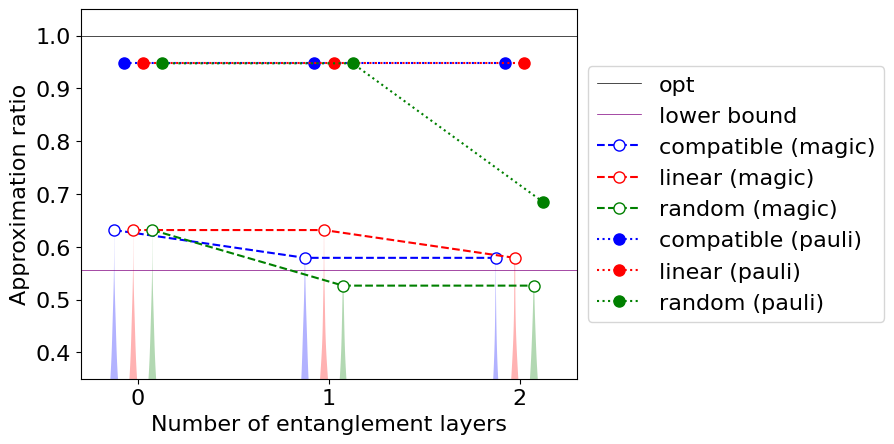 1.0
0.9
0.8
0.7
0.6
0.5
0.4
Approximation ratio
0 1 2
Number of entanglement layers
opt
lower bound
compatible (magic)
linear (magic)
random (magic)
compatible (pauli)
linear (pauli)
random (pauli)